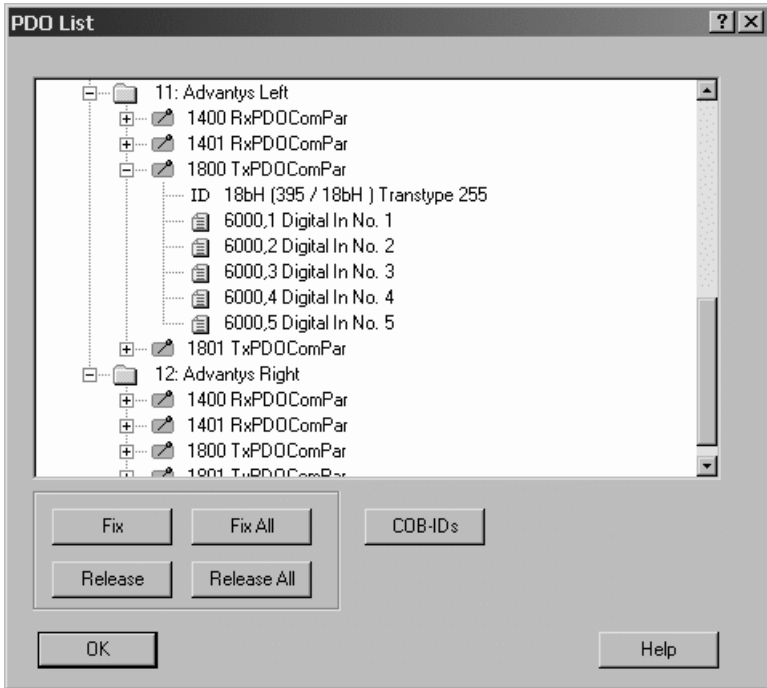 PDO List
11: Advantys Left
1400 RxPDOComPar
1401 RxPDOComPar
1800 TxPDOComPar
ID 18bH (395 / 18bH ) Transtype 255
6000,1 Digital In No. 1
6000,2 Digital In No. 2
6000,3 Digital In No. 3
6000,4 Digital In No. 4
6000,5 Digital In No. 5
1801 TxPDOComPar
12: Advantys Right
1400 RxPDOComPar
1401 RxPDOComPar
1800 TxPDOComPar
1801 TxPDOComPar
Fix Fix All COB-IDs
Release Release All
OK Help